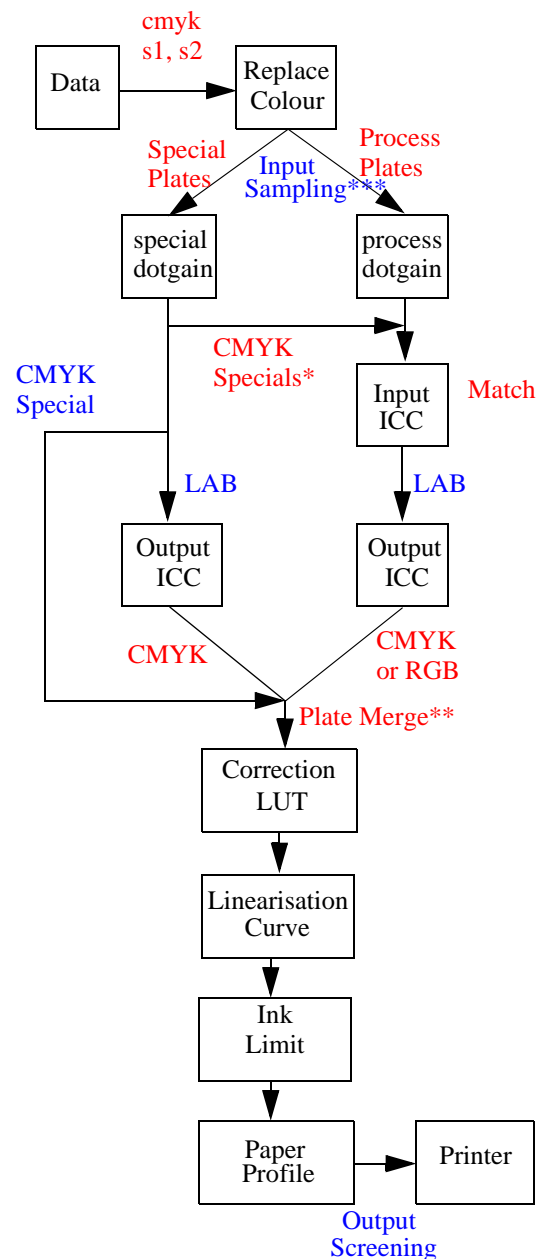 cmyk
s1, s2
Data
Replace
Colour
Special
Plates
Input
Sampling***
Process
Plates
special
dotgain
process
dotgain
CMYK
Specials*
CMYK
Special
Input
ICC
Match
LAB
LAB
Output
ICC
Output
ICC
CMYK
CMYK
or RGB
Plate Merge**
Correction
LUT
Linearisation
Curve
Ink
Limit
Paper
Profile
Printer
Output
Screening